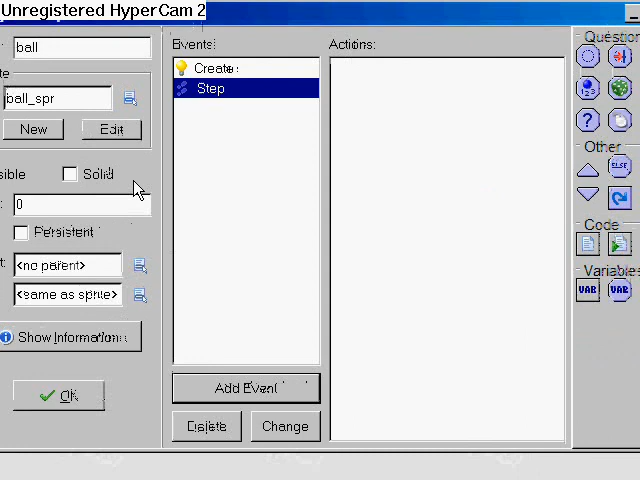 Unregistered HyperCam 2
ball
Events:
Actions:
Question
Create
Step
ball_spr
New
Edit
Other
ELSE
sible
Solid
0
Persistent
Code
<no parent>
Variables
<same as sprite>
VAR
VAR
Show Information
Add Event
OK
Delete
Change